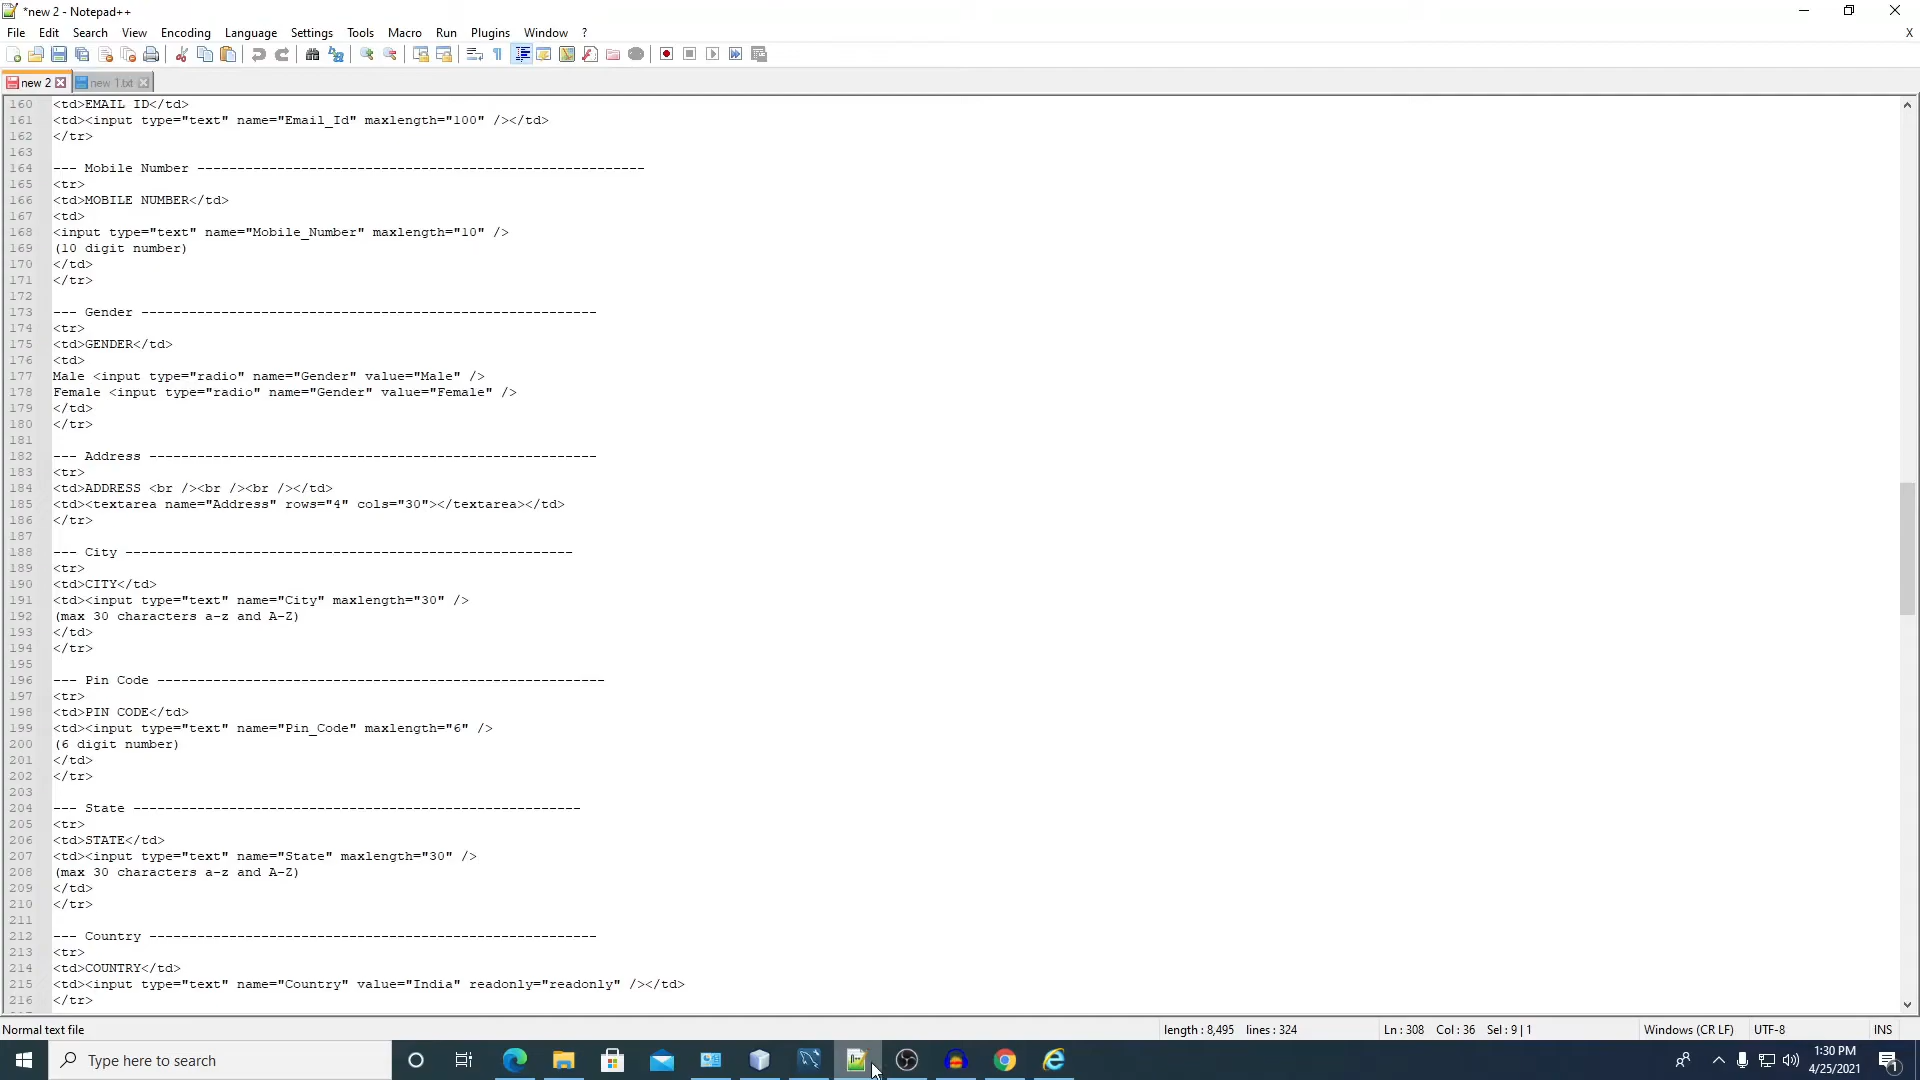 *new 2 - Notepad++
File Edit Search View Encoding Language Settings Tools Macro Run Plugins Window ? X
new 2 new 1.txt
160 <td>EMAIL ID</td>
161 <td><input type="text" name="Email_Id" maxlength="100" /></td>
162 </tr>
163
164 --- Mobile Number --------------------------------------------------------
165 <tr>
166 <td>MOBILE NUMBER</td>
167 <td>
168 <input type="text" name="Mobile_Number" maxlength="10" />
169 (10 digit number)
170 </td>
171 </tr>
172
173 --- Gender ---------------------------------------------------------
174 <tr>
175 <td>GENDER</td>
176 <td>
177 Male <input type="radio" name="Gender" value="Male" />
178 Female <input type="radio" name="Gender" value="Female" />
179 </td>
180 </tr>
181
182 --- Address --------------------------------------------------------
183 <tr>
184 <td>ADDRESS <br /><br /><br /></td>
185 <td><textarea name="Address" rows="4" cols="30"></textarea></td>
186 </tr>
187
188 --- City --------------------------------------------------------
189 <tr>
190 <td>CITY</td>
191 <td><input type="text" name="City" maxlength="30" />
192 (max 30 characters a-z and A-Z)
193 </td>
194 </tr>
195
196 --- Pin Code --------------------------------------------------------
197 <tr>
198 <td>PIN CODE</td>
199 <td><input type="text" name="Pin_Code" maxlength="6" />
200 (6 digit number)
201 </td>
202 </tr>
203
204 --- State --------------------------------------------------------
205 <tr>
206 <td>STATE</td>
207 <td><input type="text" name="State" maxlength="30" />
208 (max 30 characters a-z and A-Z)
209 </td>
210 </tr>
211
212 --- Country --------------------------------------------------------
213 <tr>
214 <td>COUNTRY</td>
215 <td><input type="text" name="Country" value="India" readonly="readonly" /></td>
216 </tr>
Normal text file length : 8,495 lines : 324 Ln : 308 Col : 36 Sel : 9 | 1 Windows (CR LF) UTF-8 INS
Type here to search
1:30 PM
4/25/2021
1